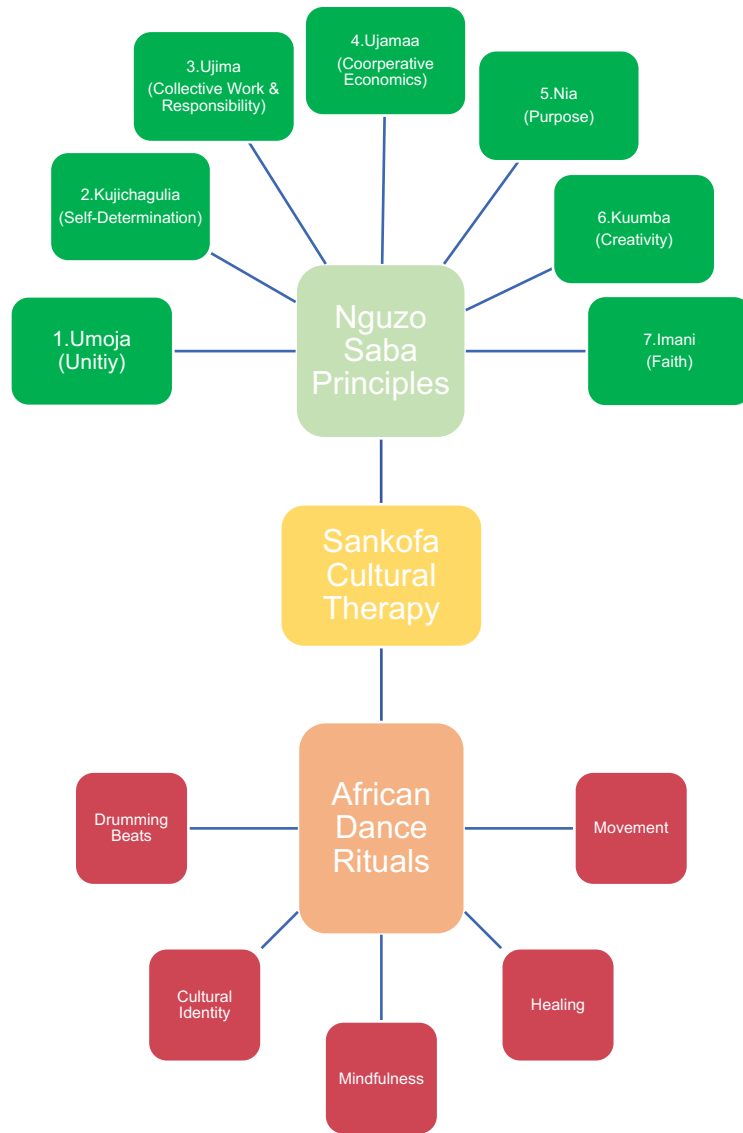 4.Ujamaa
(Coorperative
Economics)
3.Ujima
(Collective Work &
Responsibility)
5.Nia
(Purpose)
2.Kujichagulia
(Self-Determination)
6.Kuumba
(Creativity)
1.Umoja
(Unitiy)
Nguzo
Saba
Principles
7.Imani
(Faith)
Sankofa
Cultural
Therapy
African
Dance
Rituals
Drumming
Beats
Movement
Cultural
Identity
Healing
Mindfulness